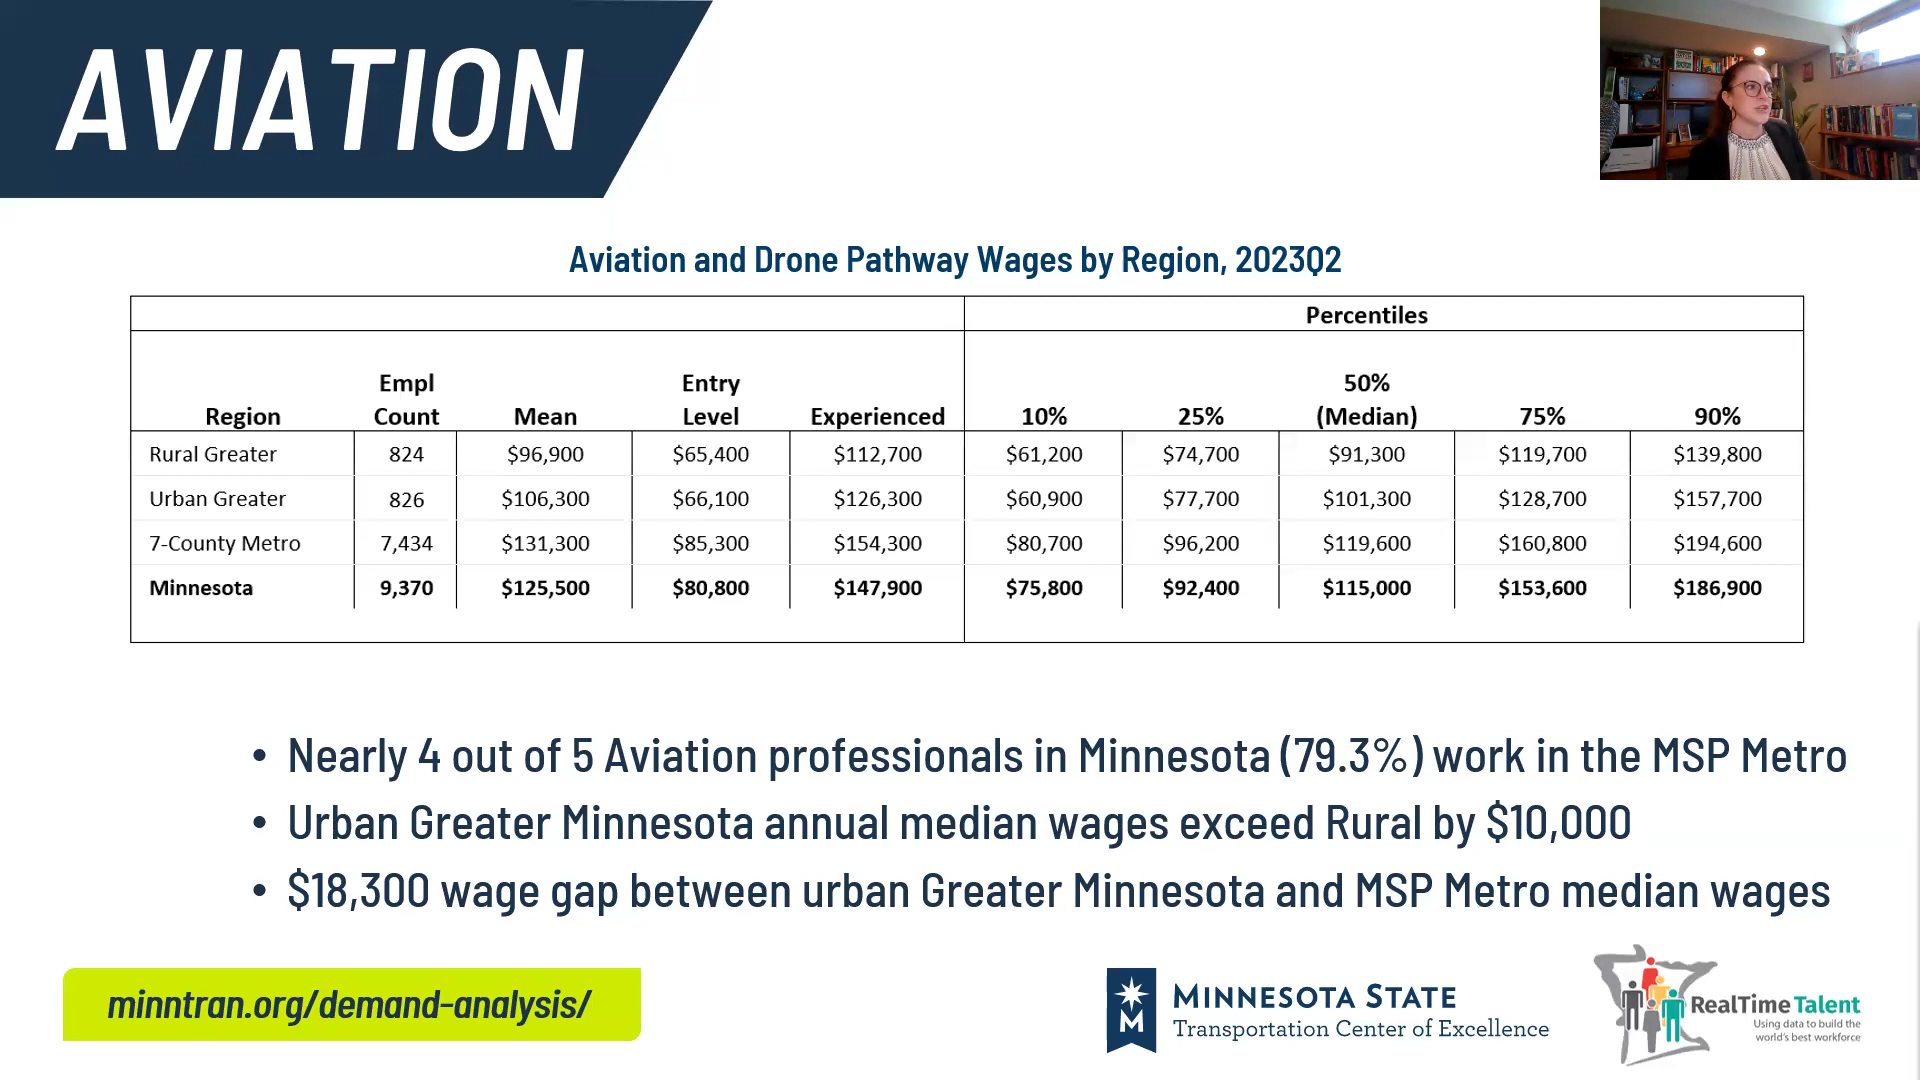 AVIATION
Aviation and Drone Pathway Wages by Region, 2023Q2
Percentiles
Region Empl Count Mean Entry Level Experienced 10% 25% 50% (Median) 75% 90%
Rural Greater 824 $96,900 $65,400 $112,700 $61,200 $74,700 $91,300 $119,700 $139,800
Urban Greater 826 $106,300 $66,100 $126,300 $60,900 $77,700 $101,300 $128,700 $157,700
7-County Metro 7,434 $131,300 $85,300 $154,300 $80,700 $96,200 $119,600 $160,800 $194,600
Minnesota 9,370 $125,500 $80,800 $147,900 $75,800 $92,400 $115,000 $153,600 $186,900
• Nearly 4 out of 5 Aviation professionals in Minnesota (79.3%) work in the MSP Metro
• Urban Greater Minnesota annual median wages exceed Rural by $10,000
• $18,300 wage gap between urban Greater Minnesota and MSP Metro median wages
minntran.org/demand-analysis/
M
MINNESOTA STATE
Transportation Center of Excellence
RealTime Talent
Using data to build the
world's best workforce